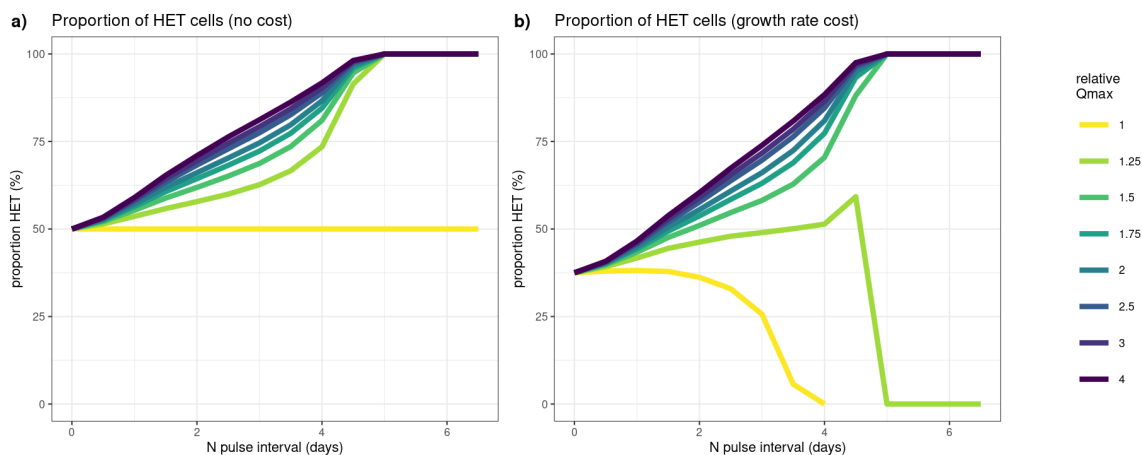 a) Proportion of HET cells (no cost)
100
75
50
25
0
proportion HET (%)
0 2 4 6
N pulse interval (days)
b) Proportion of HET cells (growth rate cost)
100
75
50
25
0
proportion HET (%)
0 2 4 6
N pulse interval (days)
relative
Qmax
1
1.25
1.5
1.75
2
2.5
3
4